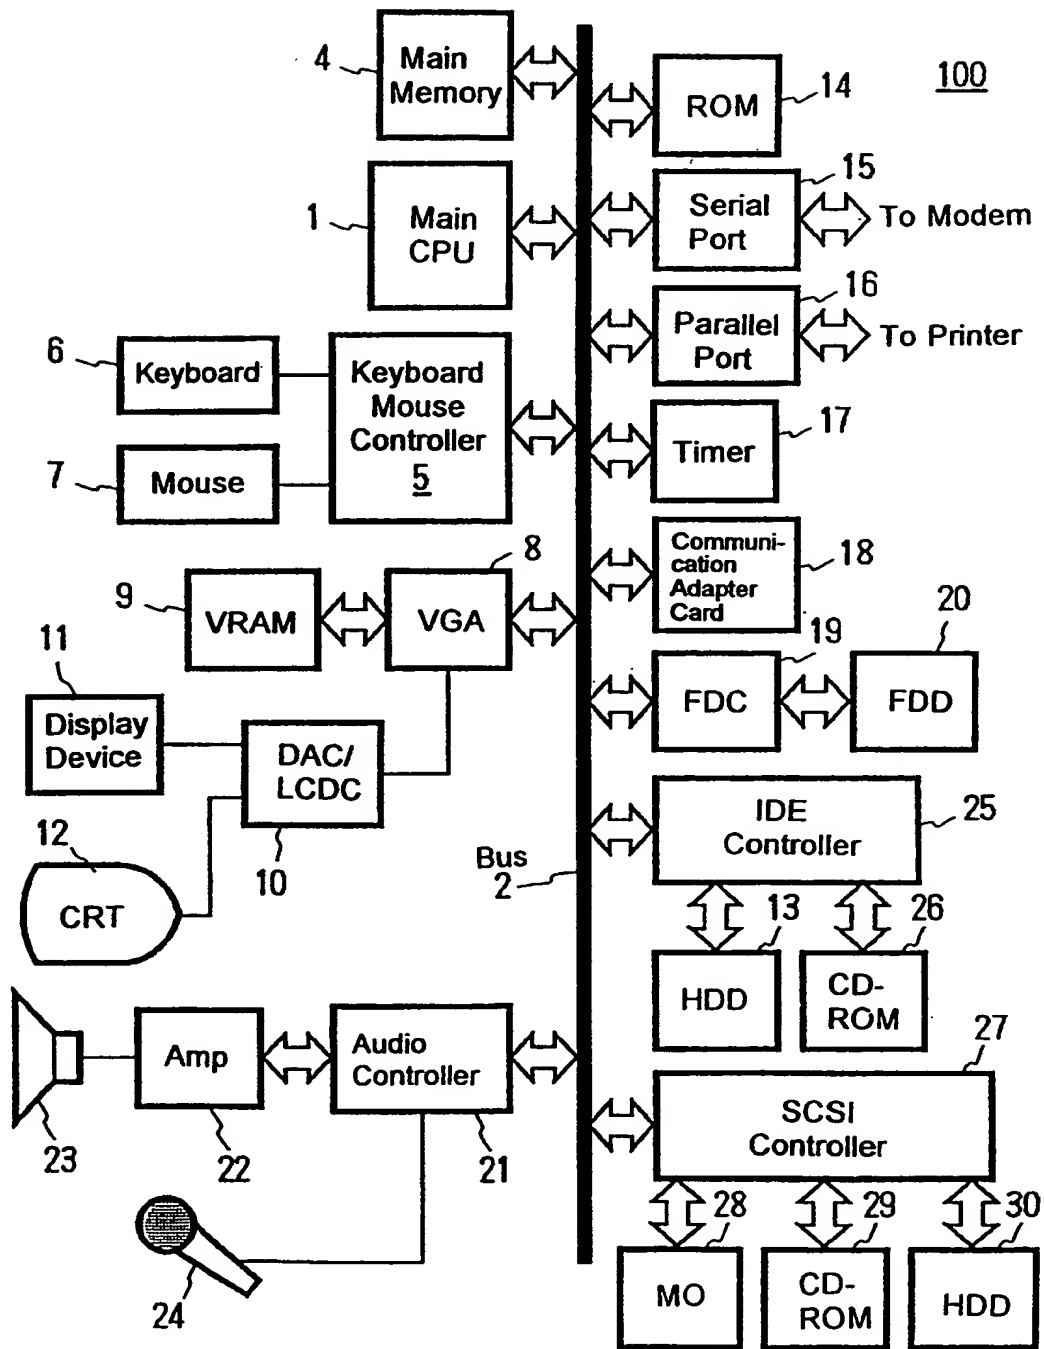 4
Main
Memory
1
Main
CPU
6
Keyboard
7
Mouse
Keyboard
Mouse
Controller
5
8
9
VRAM
VGA
11
Display
Device
DAC/
LCDC
10
12
CRT
Bus
2
Amp
Audio
Controller
23
22
21
24
100
ROM
14
15
Serial
Port
To Modem
16
Parallel
Port
To Printer
Timer
17
Communi-
cation
Adapter
Card
18
19
FDC
20
FDD
IDE
Controller
25
13
HDD
26
CD-
ROM
27
SCSI
Controller
28
MO
29
CD-
ROM
30
HDD